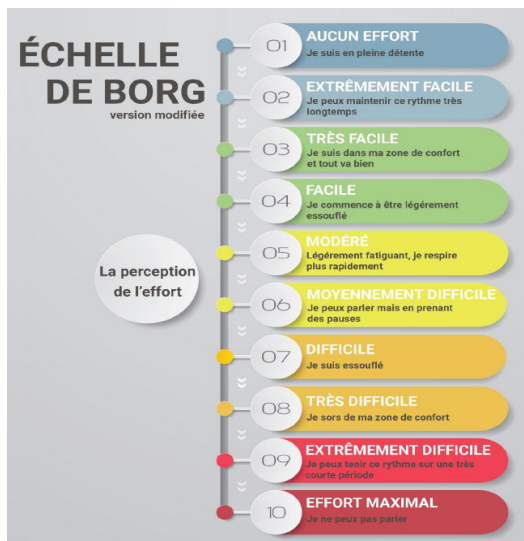 ÉCHELLE
DE BORG
version modifiée
La perception
de l'effort
01
AUCUN EFFORT
Je suis en pleine détente
02
EXTRÊMEMENT FACILE
Je peux maintenir ce rythme très
longtemps
03
TRÈS FACILE
Je suis dans ma zone de confort
et tout va bien
04
FACILE
Je commence à être légérement
essouflé
05
MODÉRÉ
Légérement fatiguant, je respire
plus rapidement
06
MOYENNEMENT DIFFICILE
Je peux parler mais en prenant
des pauses
07
DIFFICILE
Je suis essouflé
08
TRÈS DIFFICILE
Je sors de ma zone de confort
09
EXTRÊMEMENT DIFFICILE
Je peux tenir ce rythme sur une très
courte période
10
EFFORT MAXIMAL
Je ne peux pas parler